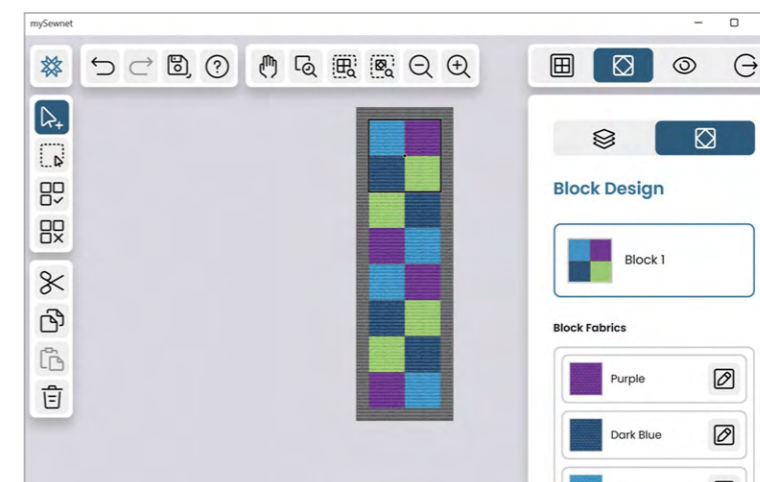 mySewnet
Block Design
Block 1
Block Fabrics
Purple
Dark Blue